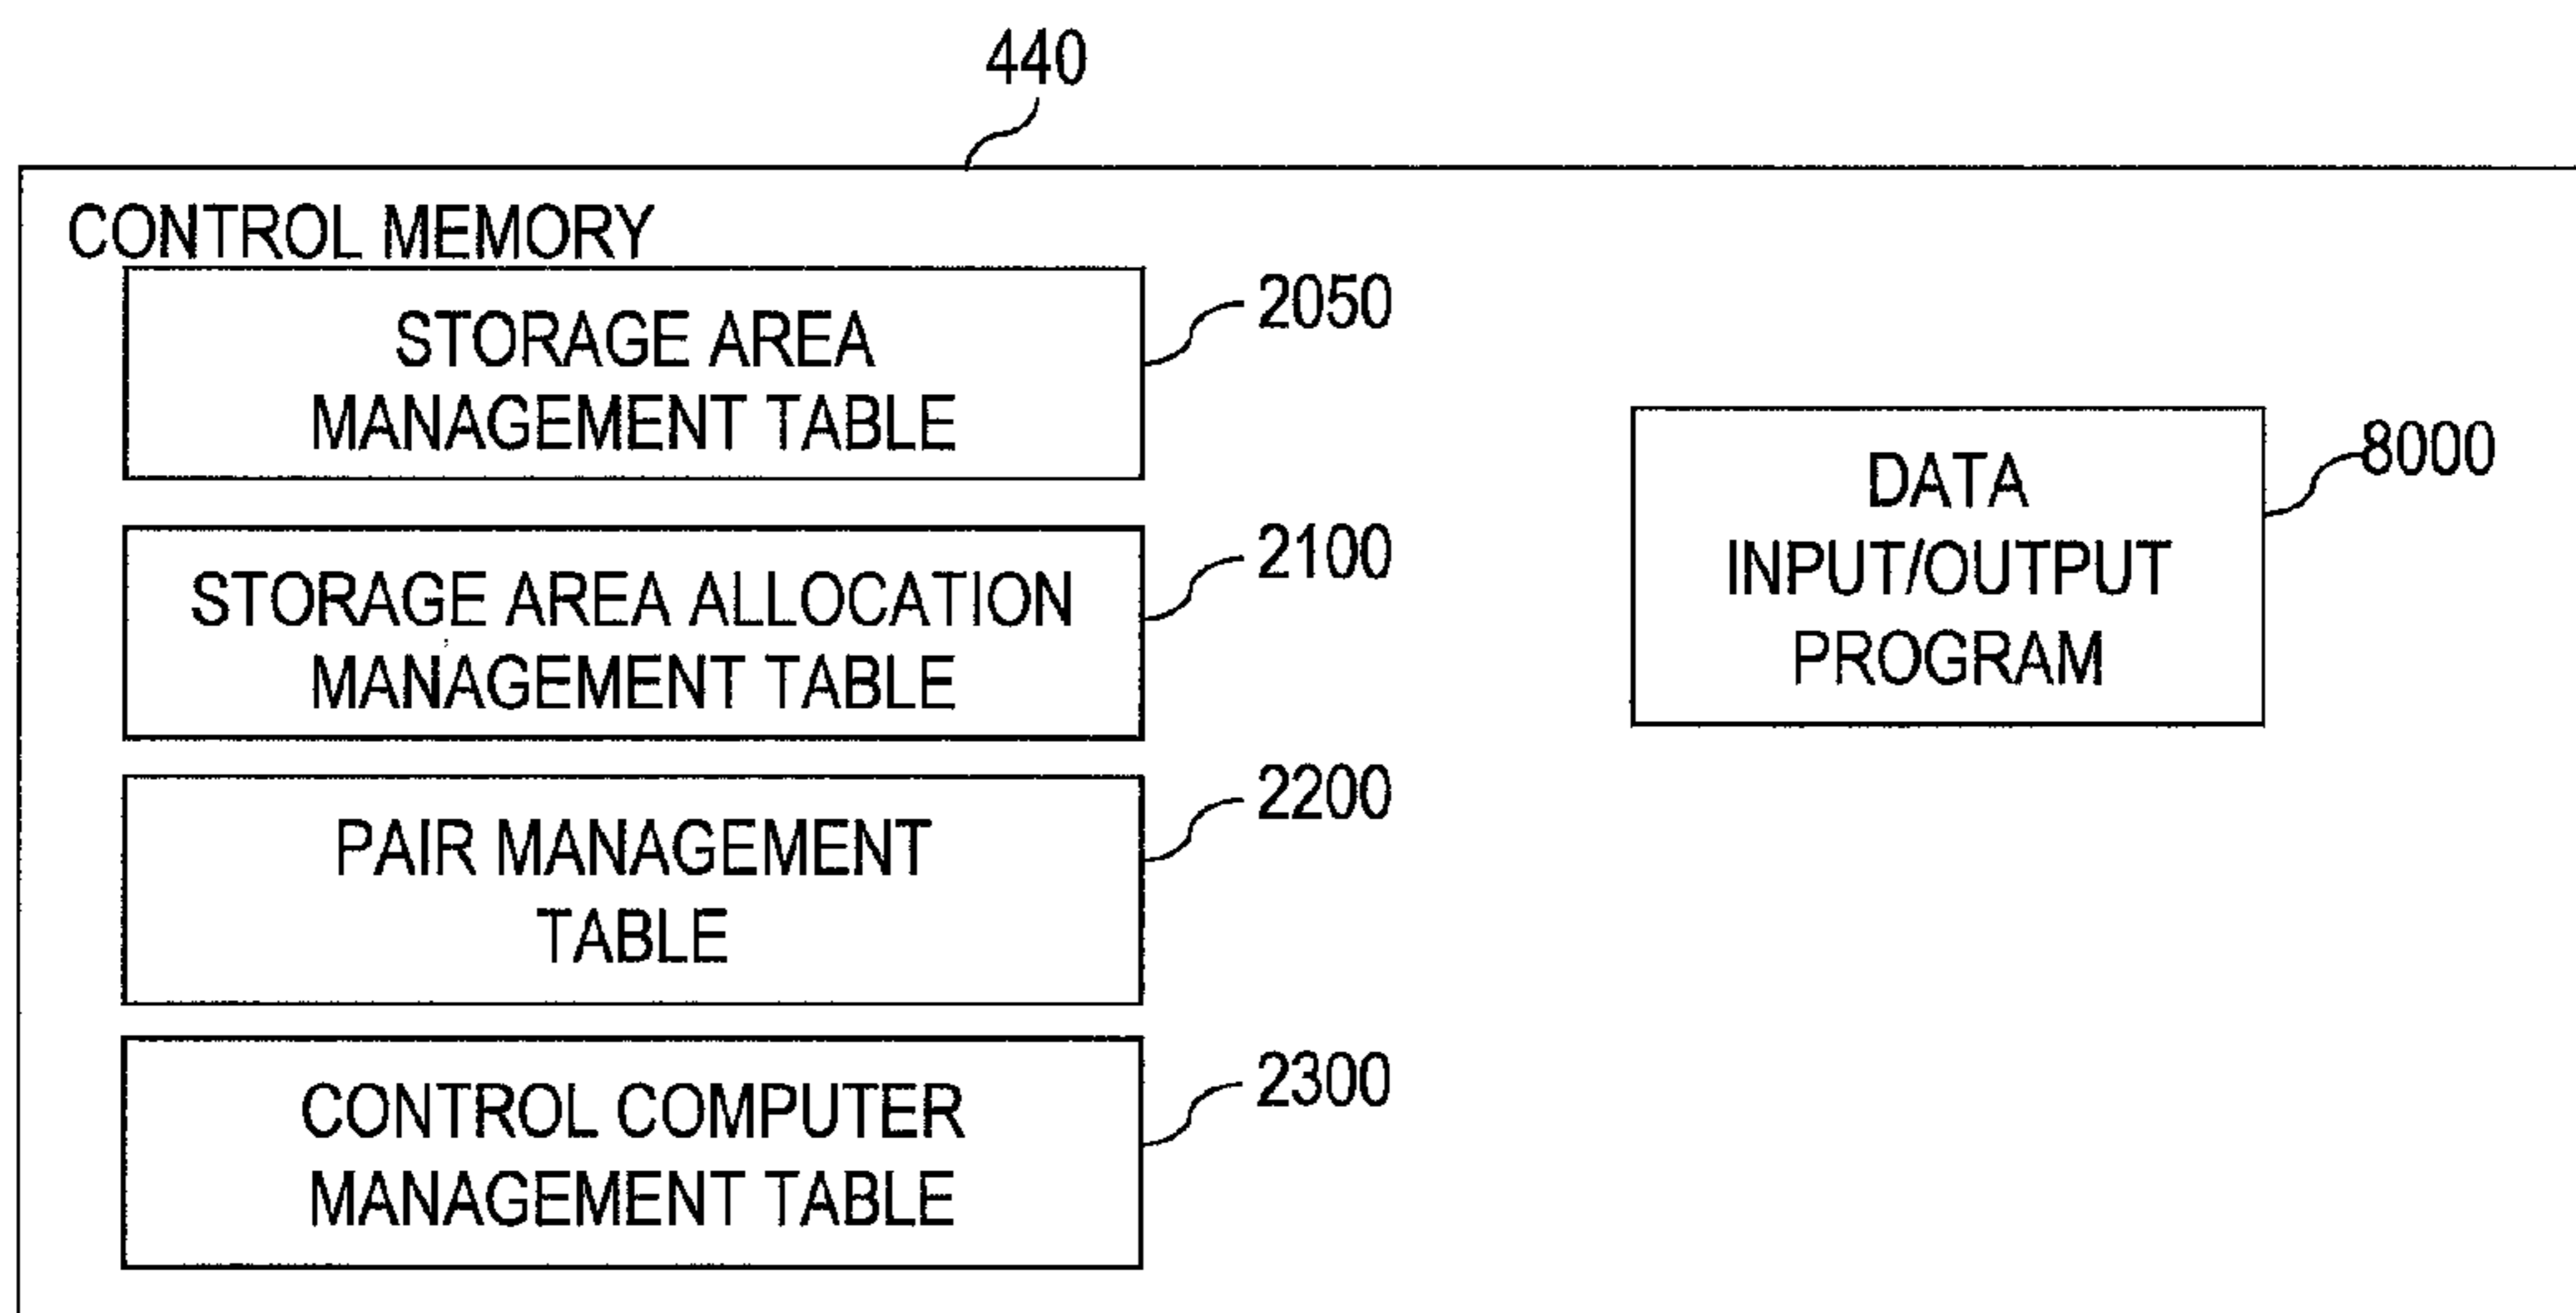 440
CONTROL MEMORY
STORAGE AREA
MANAGEMENT TABLE
2050
STORAGE AREA ALLOCATION
MANAGEMENT TABLE
2100
PAIR MANAGEMENT
TABLE
2200
CONTROL COMPUTER
MANAGEMENT TABLE
2300
DATA
INPUT/OUTPUT
PROGRAM
8000